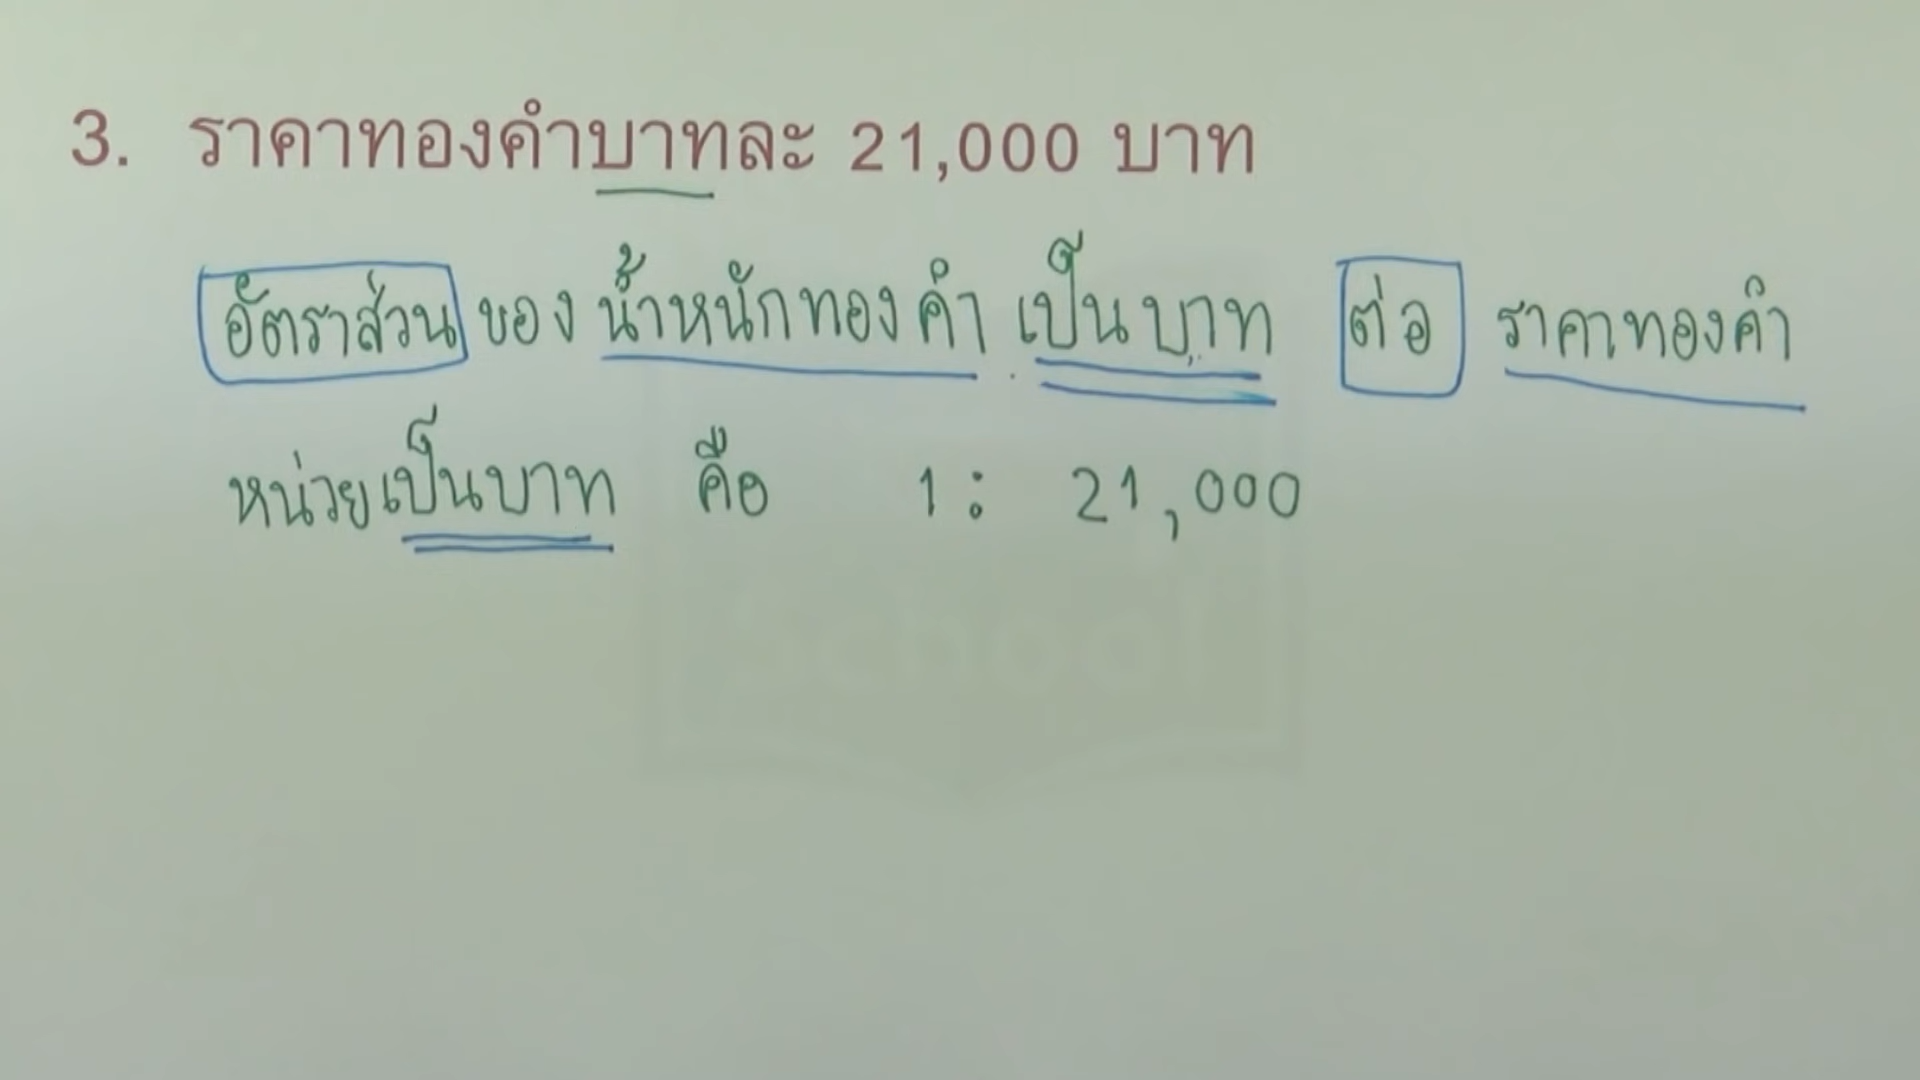 3. ราคาทองคำบาทละ 21,000 บาท
อัตราส่วน ของ น้ำหนักทองคำ เป็นบาท ต่อ ราคาทองคำ
หน่วยเป็นบาท คือ 1 : 21,000
School